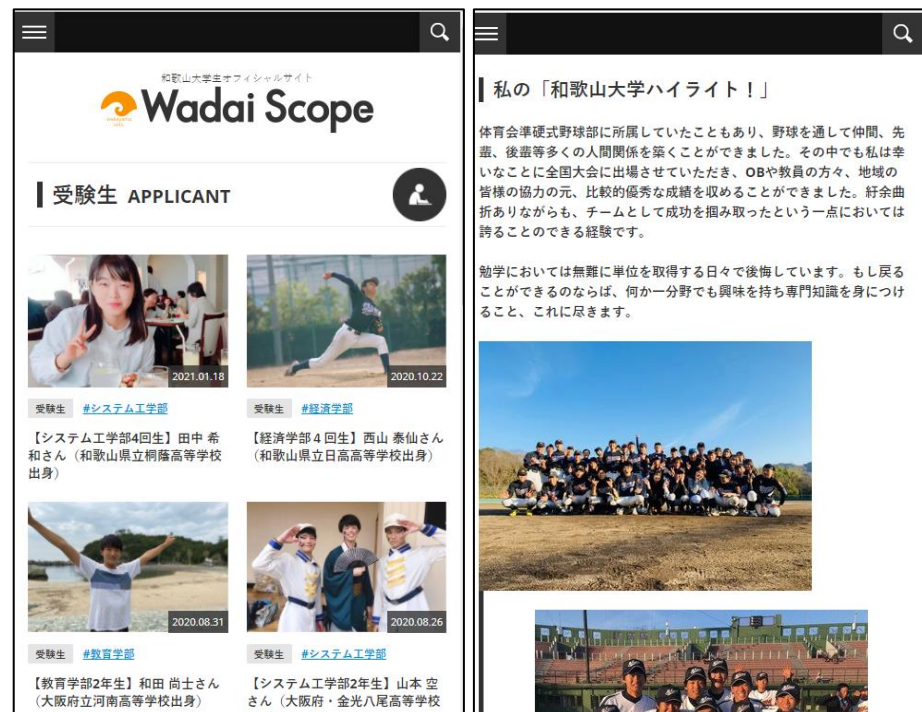 和歌山大学生オフィシャルサイト
Wadai Scope
受験生 APPLICANT
2021.01.18
2020.10.22
受験生 #システム工学部
受験生 #経済学部
【システム工学部4回生】田中 希
和さん（和歌山県立桐蔭高等学校
出身）
【経済学部４回生】西山 泰仙さん
（和歌山県立日高高等学校出身）
2020.08.31
2020.08.26
受験生 #教育学部
受験生 #システム工学部
【教育学部2年生】和田 尚士さん
（大阪府立河南高等学校出身）
【システム工学部2年生】山本 空
さん（大阪府・金光八尾高等学校
私の「和歌山大学ハイライト！」
体育会準硬式野球部に所属していたこともあり、野球を通して仲間、先
輩、後輩等多くの人間関係を築くことができました。その中でも私は幸
いなことに全国大会に出場させていただき、OBや教員の方々、地域の
皆様の協力の元、比較的優秀な成績を収めることができました。紆余曲
折ありながらも、チームとして成功を掴み取ったという一点においては
誇ることのできる経験です。
勉学においては無難に単位を取得する日々で後悔しています。もし戻る
ことができるのならば、何か一分野でも興味を持ち専門知識を身につけ
ること、これに尽きます。